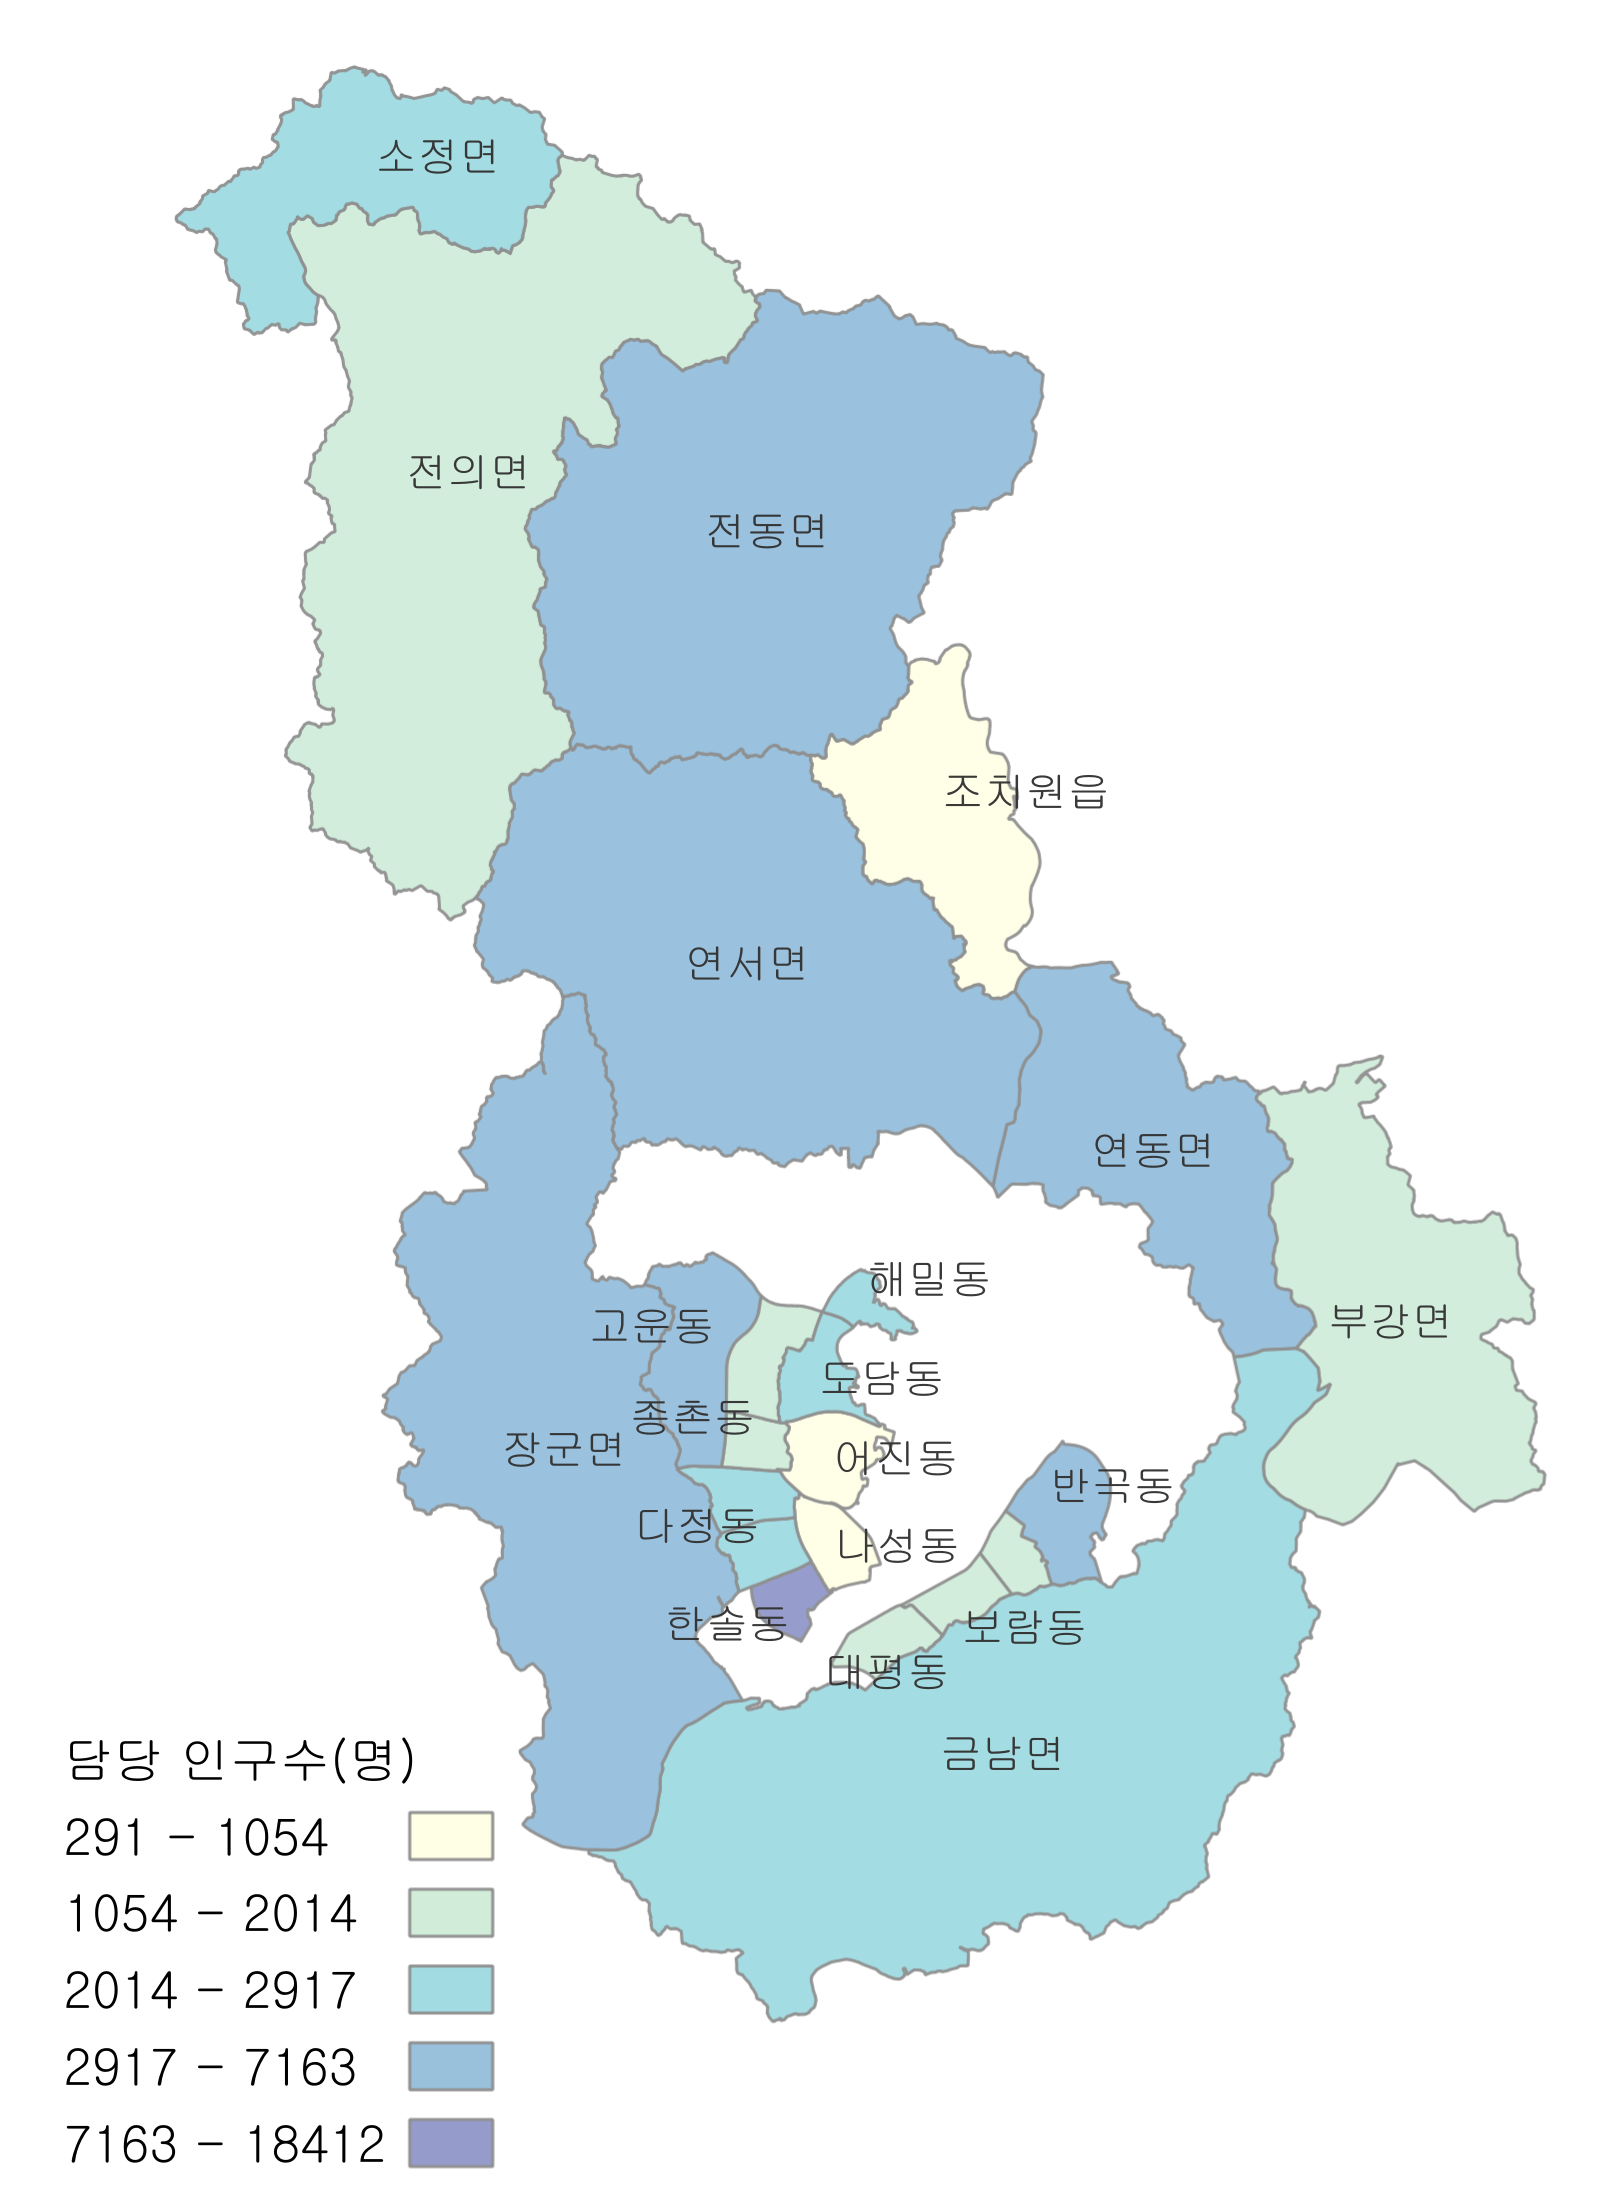 소정면
전의면
전동면
조치원읍
연서면
연동면
해밀동
고운동
부강면
도담동
종촌동
장군면
어진동
반곡동
다정동
나성동
한솔동
보람동
대평동
금남면
담당 인구수(명)
291 - 1054
1054 - 2014
2014 - 2917
2917 - 7163
7163 - 18412